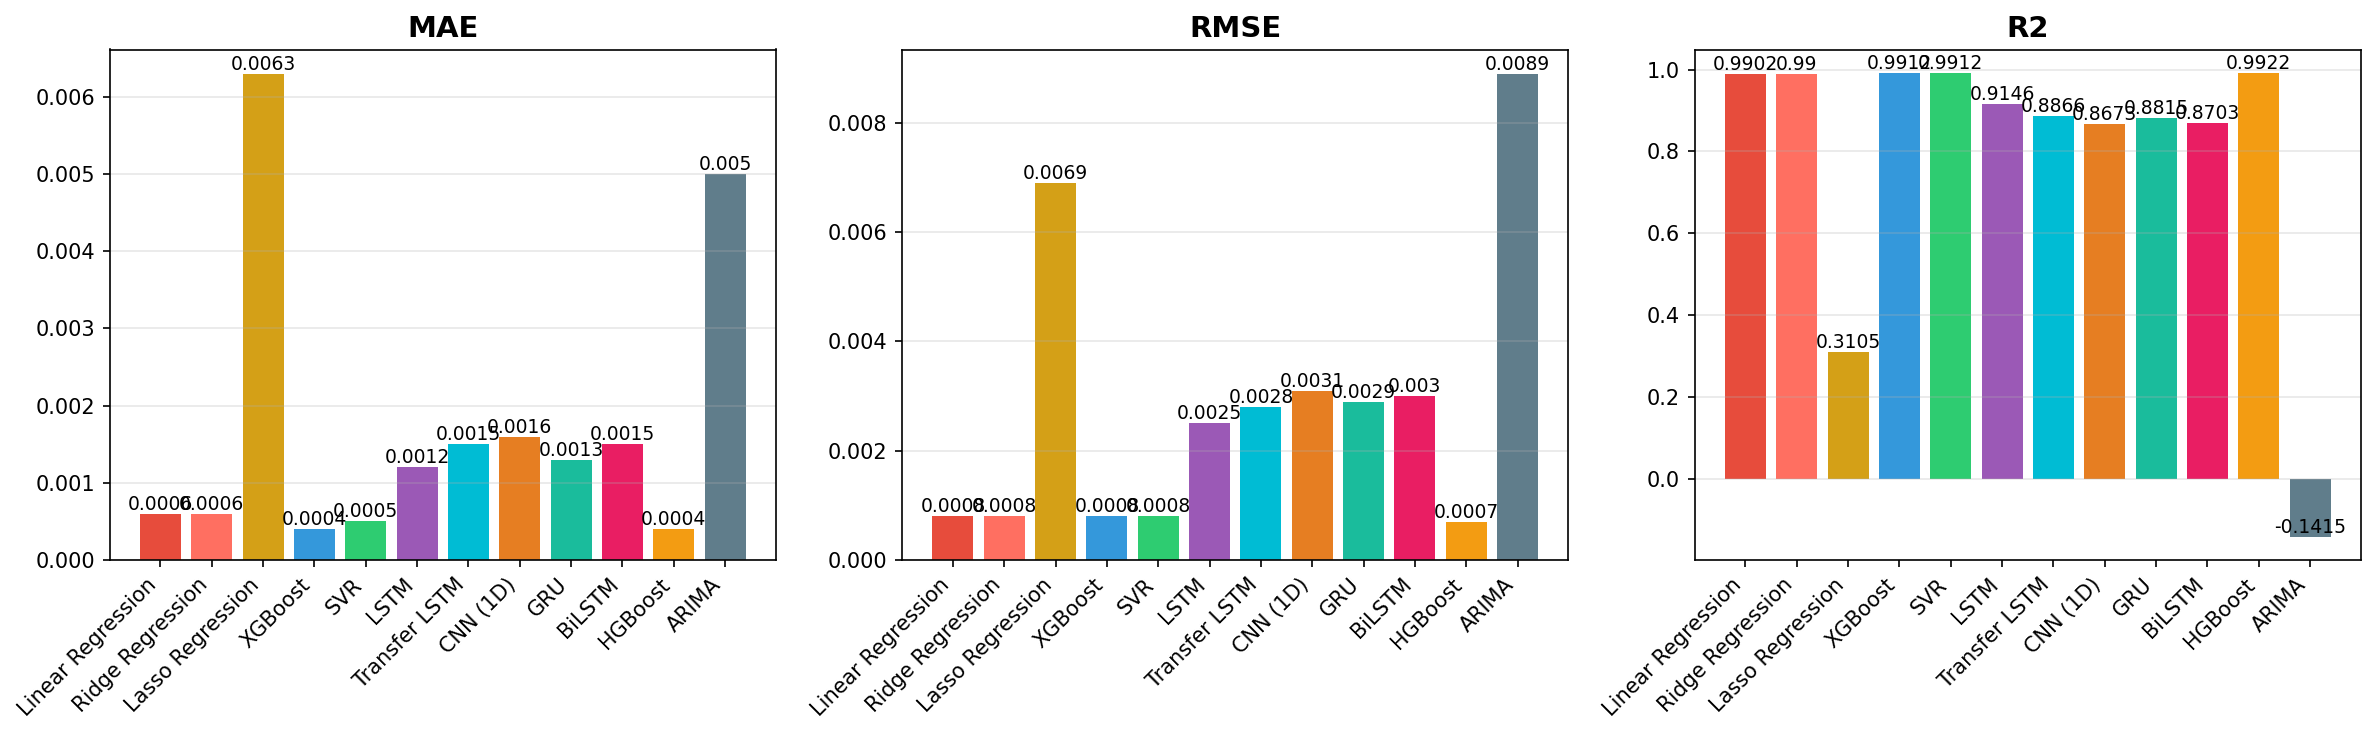 MAE
0.006
0.005
0.004
0.003
0.002
0.001
0.000
0.0006
0.0006
0.0063
0.0004
0.0005
0.0012
0.0015
0.0016
0.0013
0.0015
0.0004
0.005
Linear Regression
Ridge Regression
Lasso Regression
XGBoost
SVR
LSTM
Transfer LSTM
CNN (1D)
GRU
BiLSTM
HGBoost
ARIMA
RMSE
0.008
0.006
0.004
0.002
0.000
0.0008
0.0008
0.0069
0.0008
0.0008
0.0025
0.0028
0.0031
0.0029
0.003
0.0007
0.0089
Linear Regression
Ridge Regression
Lasso Regression
XGBoost
SVR
LSTM
Transfer LSTM
CNN (1D)
GRU
BiLSTM
HGBoost
ARIMA
R2
1.0
0.8
0.6
0.4
0.2
0.0
0.9902
0.99
0.3105
0.9912
0.9912
0.9146
0.8866
0.8815
0.8703
0.9922
-0.1415
Linear Regression
Ridge Regression
Lasso Regression
XGBoost
SVR
LSTM
Transfer LSTM
CNN (1D)
GRU
BiLSTM
HGBoost
ARIMA